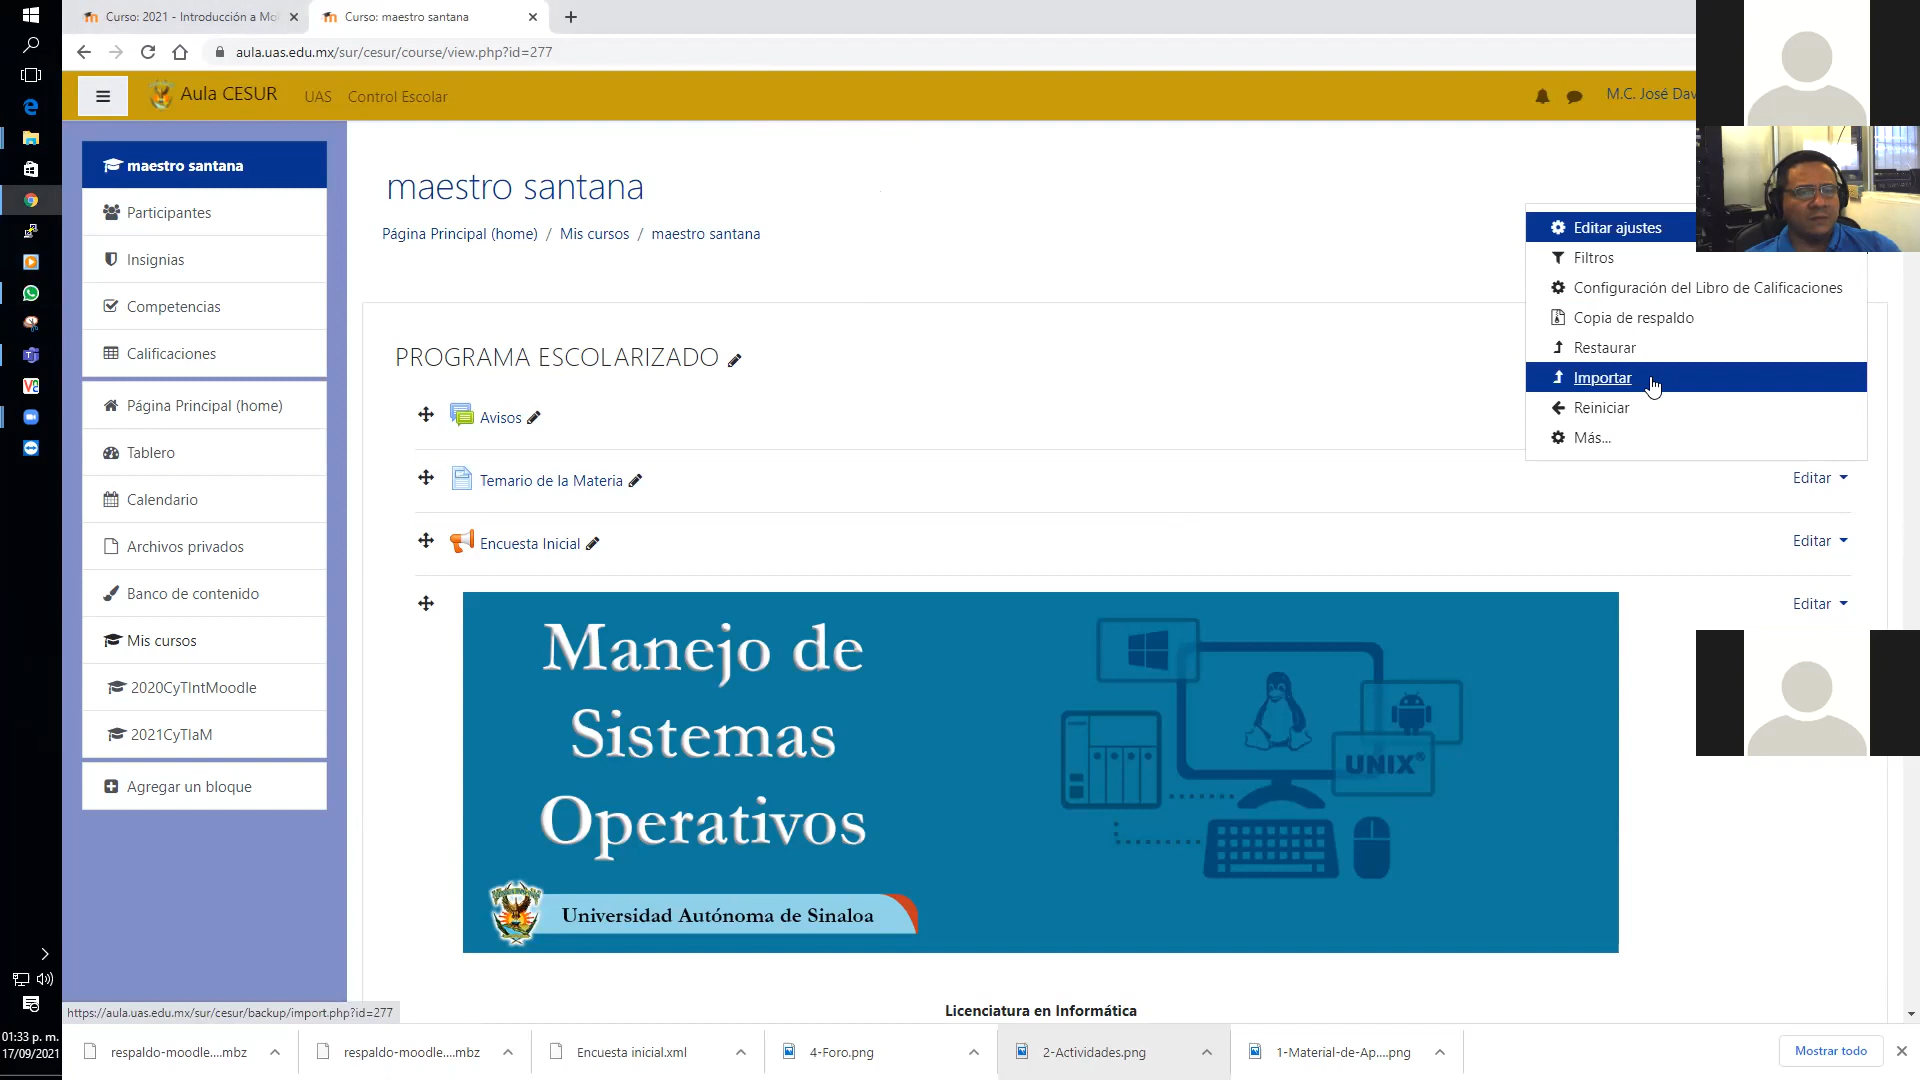 Curso: 2021 - Introducción a Mo
Curso: maestro santana
aula.uas.edu.mx/sur/cesur/course/view.php?id=277
Aula CESUR
UAS
Control Escolar
M.C. José Dav
maestro santana
Participantes
Insignias
Competencias
Calificaciones
Página Principal (home)
Tablero
Calendario
Archivos privados
Banco de contenido
Mis cursos
2020CyTIntMoodle
2021CyTIaM
Agregar un bloque
maestro santana
Página Principal (home) / Mis cursos / maestro santana
Editar ajustes
Filtros
Configuración del Libro de Calificaciones
Copia de respaldo
Restaurar
Importar
Reiniciar
Más...
PROGRAMA ESCOLARIZADO
Avisos
Temario de la Materia
Editar
Encuesta Inicial
Editar
Editar
Manejo de
Sistemas
Operativos
UNIX®
Universidad Autónoma de Sinaloa
Licenciatura en Informática
https://aula.uas.edu.mx/sur/cesur/backup/import.php?id=277
01:33 p. m.
17/09/2021
respaldo-moodle....mbz
respaldo-moodle....mbz
Encuesta inicial.xml
4-Foro.png
2-Actividades.png
1-Material-de-Ap....png
Mostrar todo